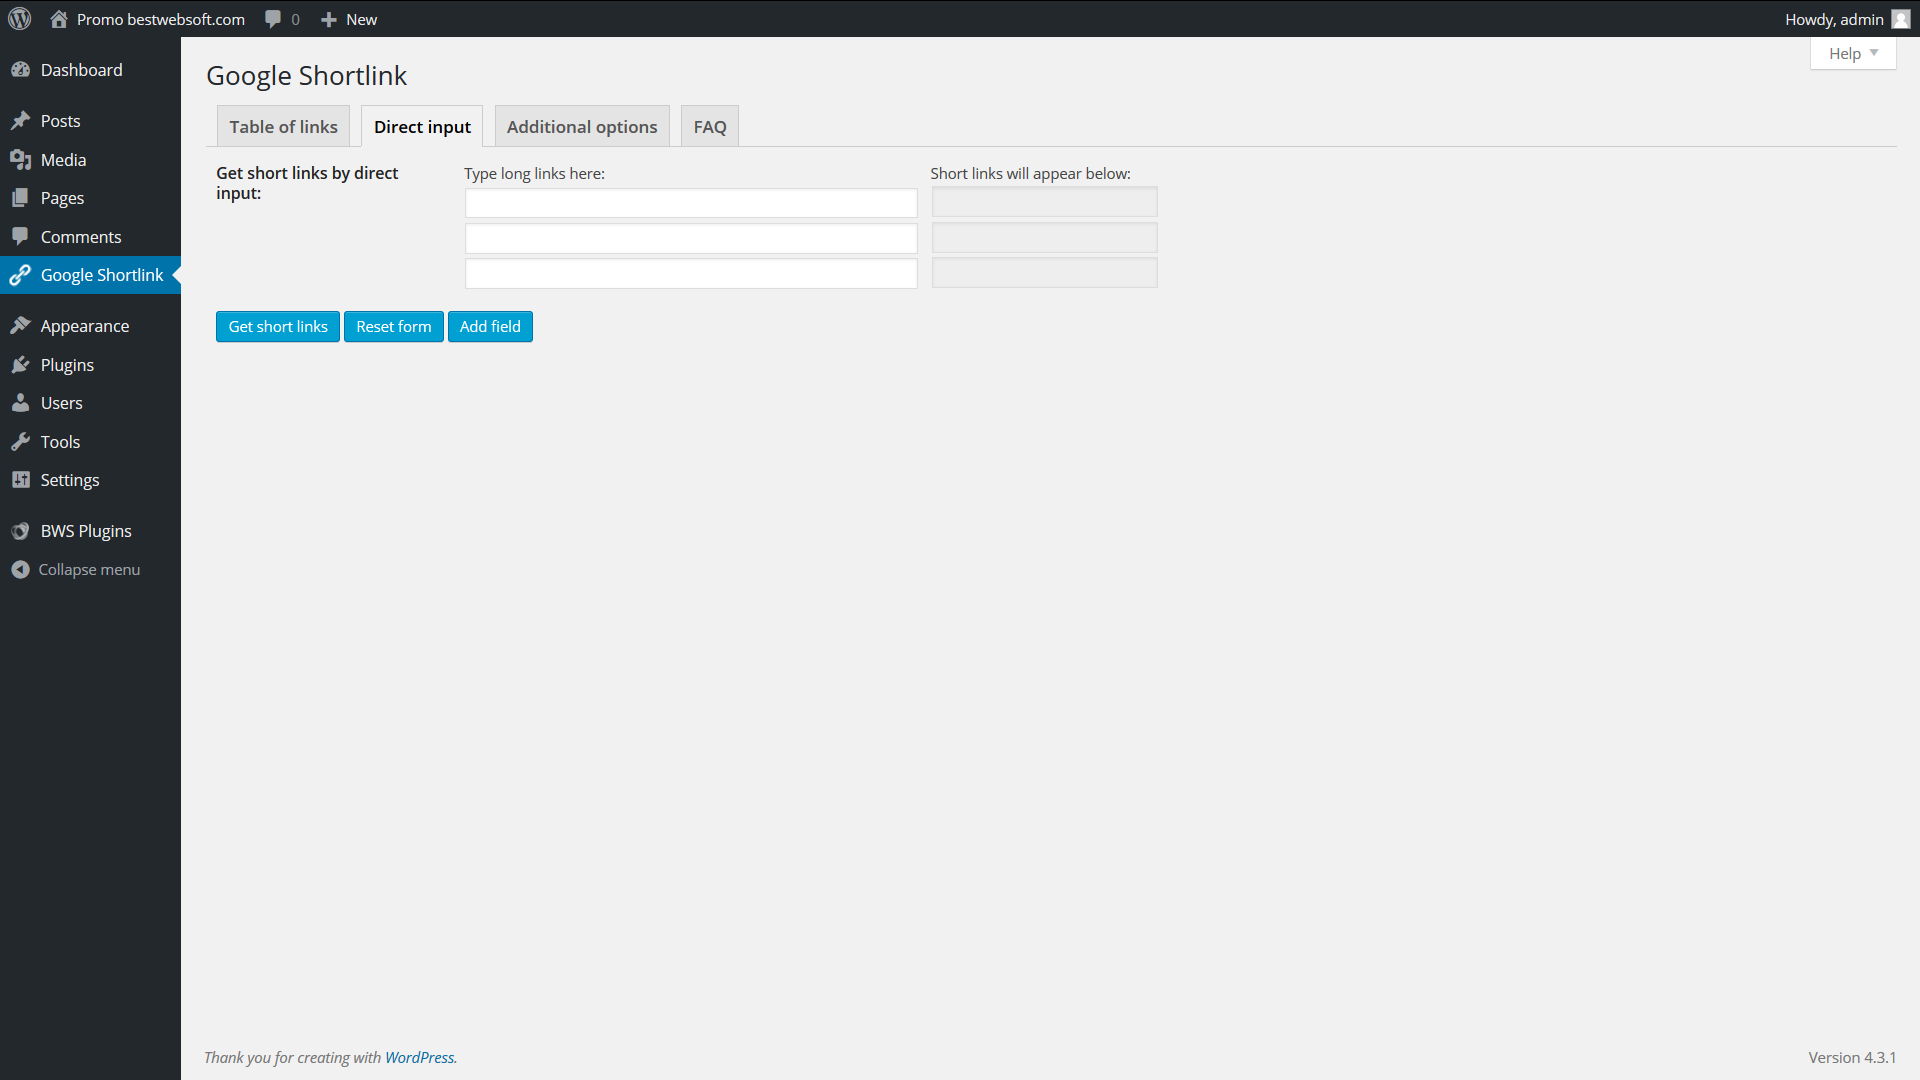 Promo bestwebsoft.com 0 New Howdy, admin
Help
Dashboard
Posts
Media
Pages
Comments
Google Shortlink
Appearance
Plugins
Users
Tools
Settings
BWS Plugins
Collapse menu
Google Shortlink
Table of links Direct input Additional options FAQ
Get short links by direct
input:
Type long links here:
Short links will appear below:
Get short links Reset form Add field
Thank you for creating with WordPress.
Version 4.3.1